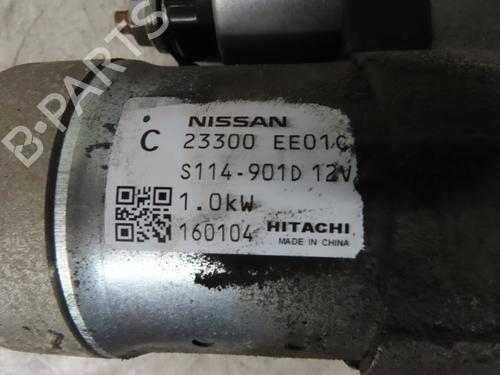 B-PARTS
NISSAN
C 23300 EE01C
S114-901D 12V
1.0kW
160104 HITACHI
MADE IN CHINA